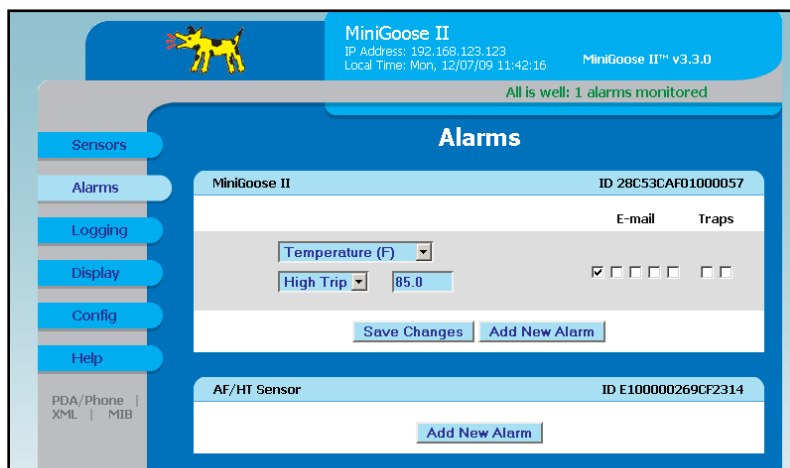 MiniGoose II
IP Address: 192.168.123.123
Local Time: Mon, 12/07/09 11:42:16
MiniGoose II™ v3.3.0
All is well: 1 alarms monitored
Sensors
Alarms
Logging
Display
Config
Help
PDA/Phone |
XML | MIB
Alarms
MiniGoose II ID 28C53CAF01000057
E-mail Traps
Temperature (F)
High Trip 85.0
Save Changes Add New Alarm
AF/HT Sensor ID E100000269CF2314
Add New Alarm